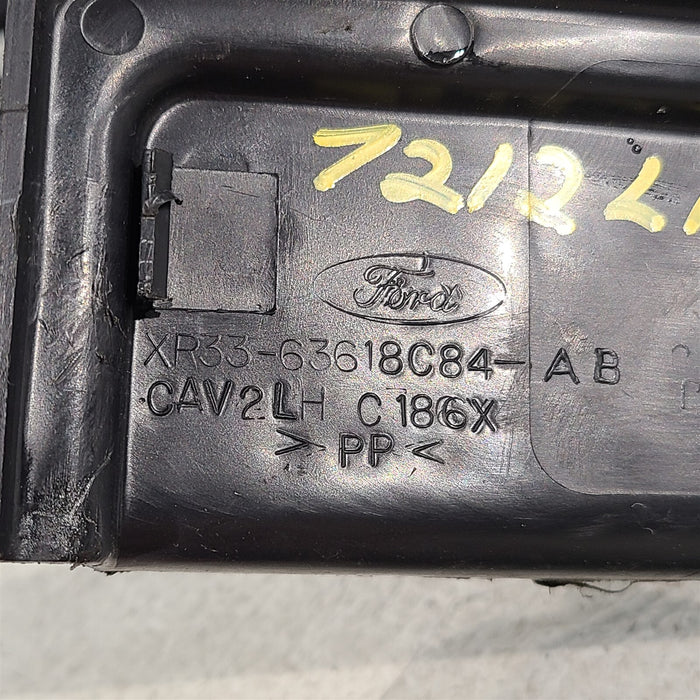 7212L
Ford
XR33-63618C84-AB
CAV2LH C186X
>PP<